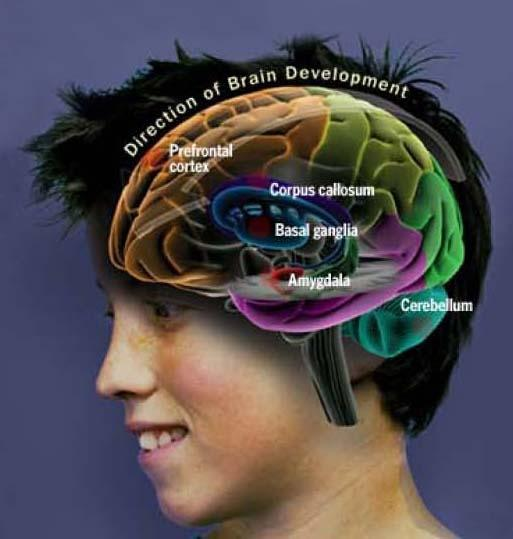 Direction of Brain Development
Prefrontal
cortex
Corpus callosum
Basal ganglia
Amygdala
Cerebellum